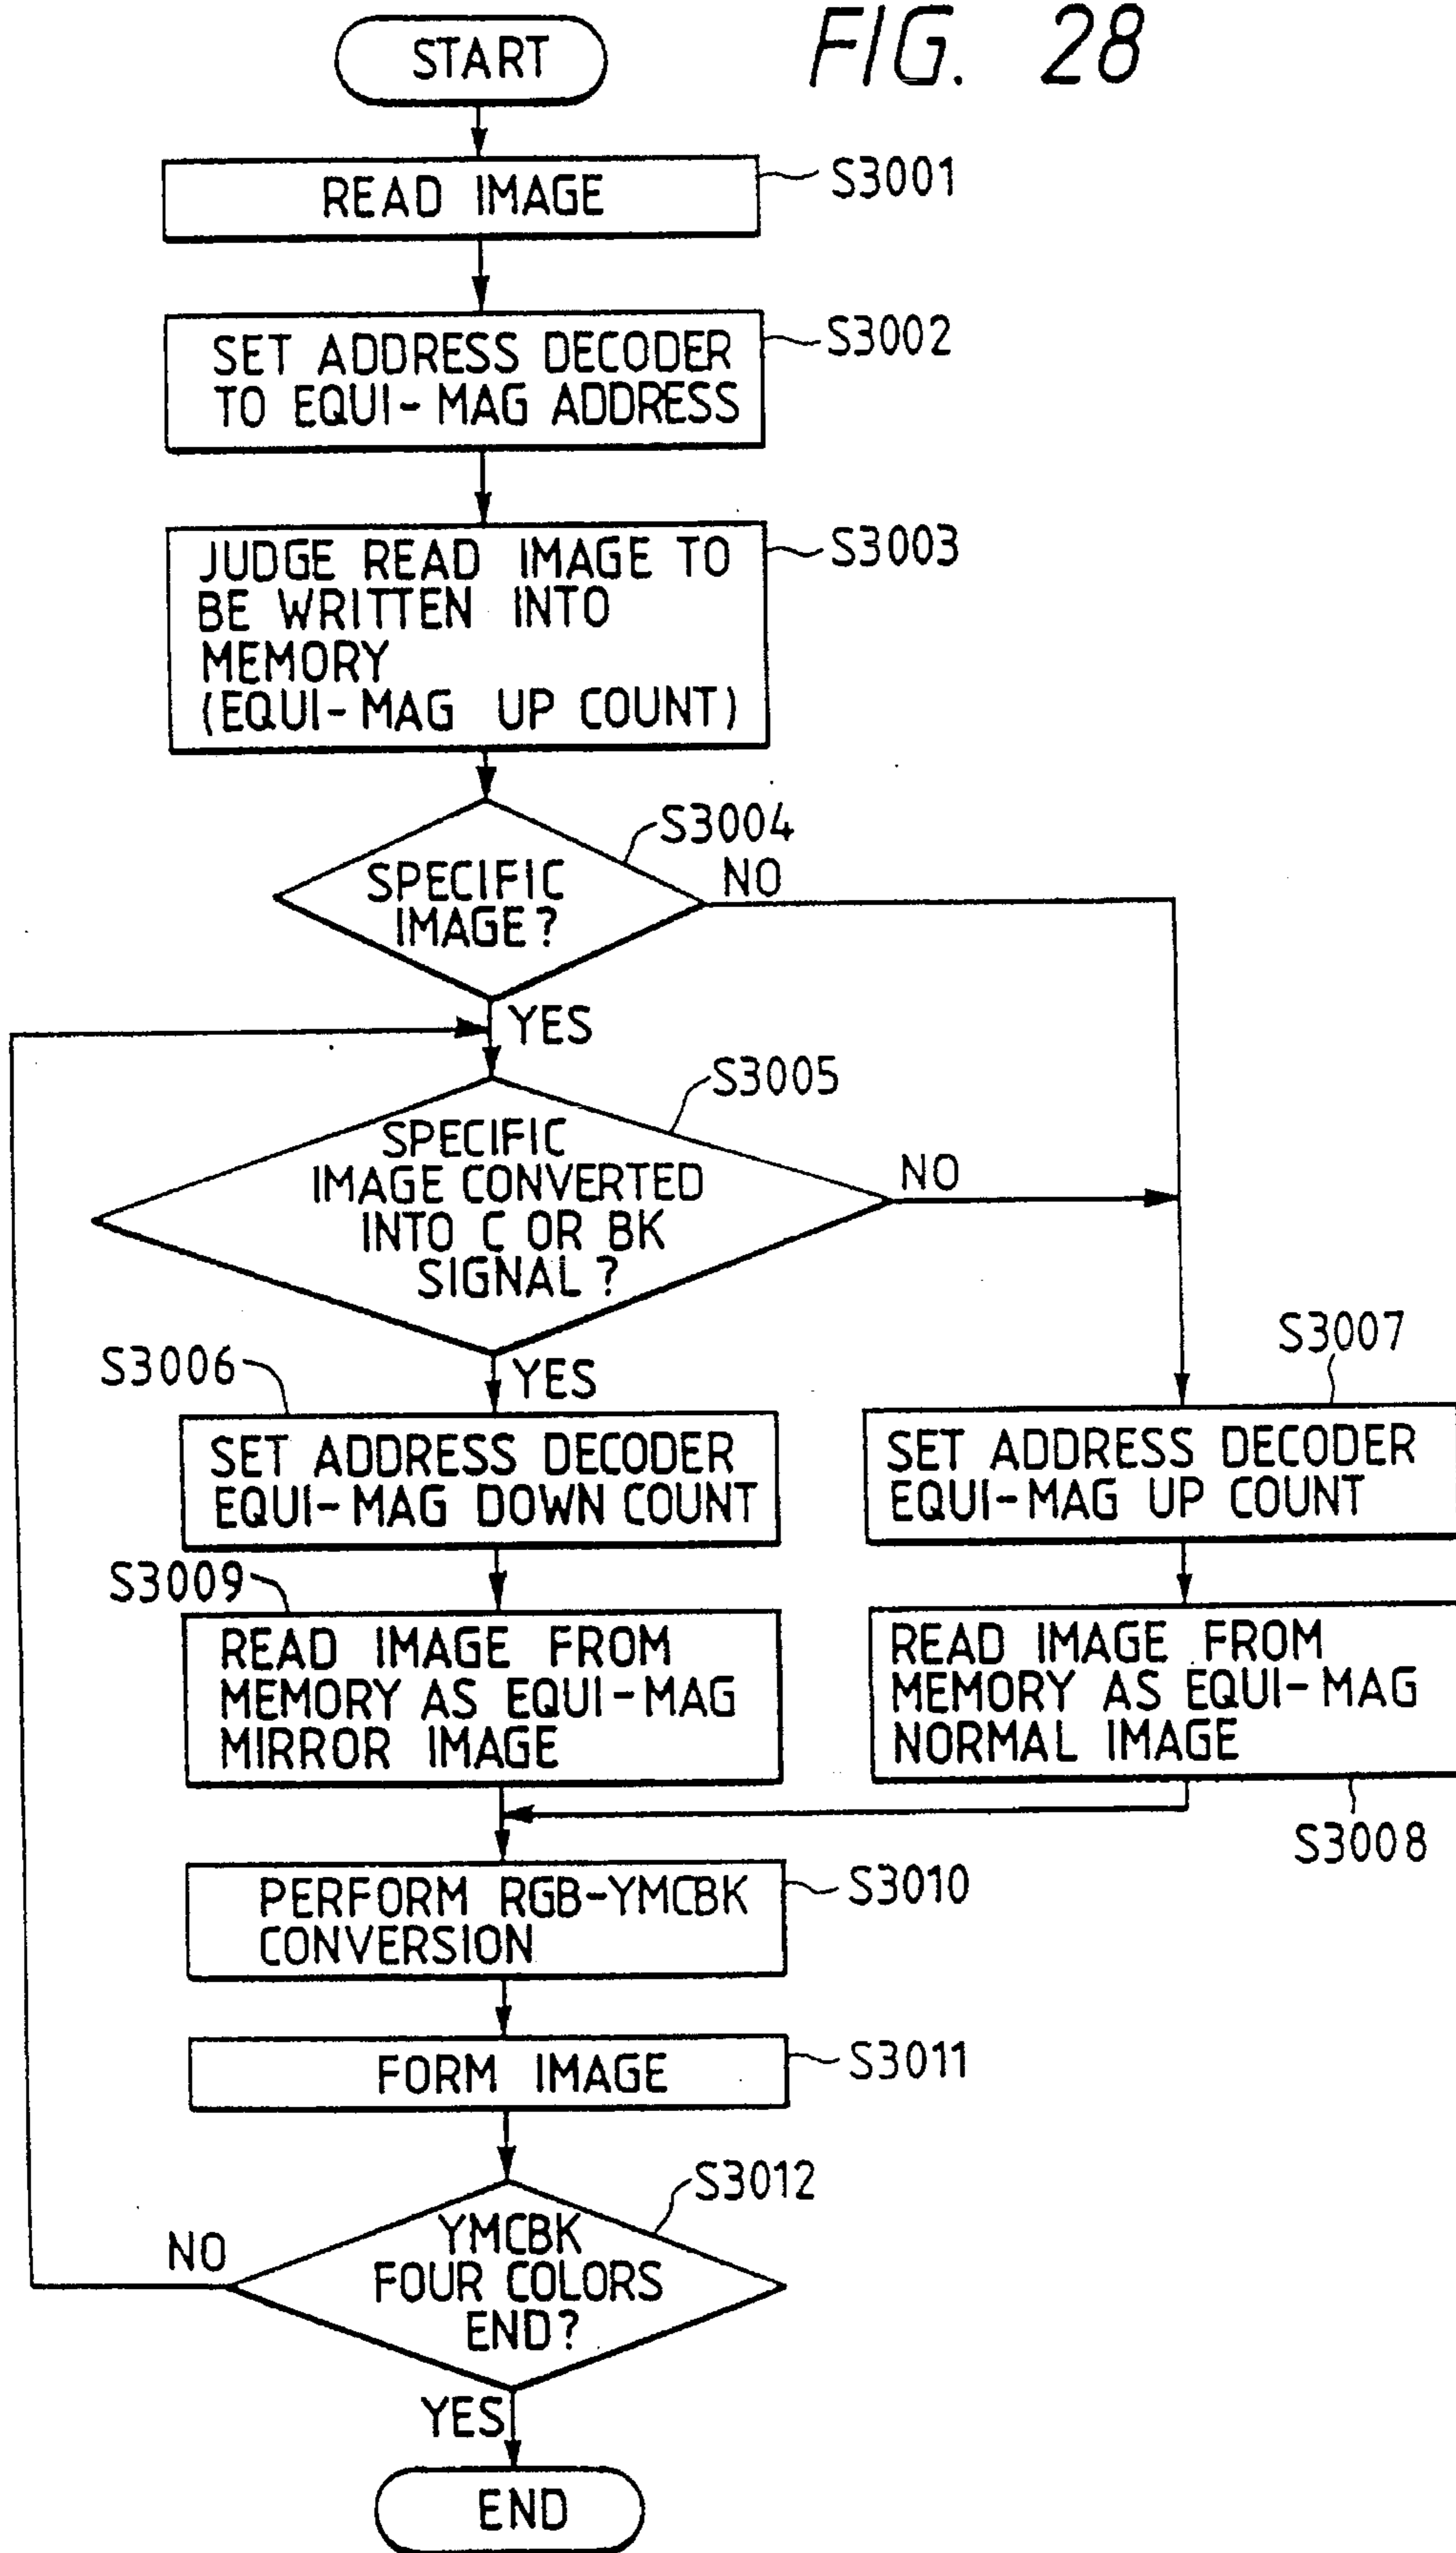 FIG. 28
START
READ IMAGE
S3001
SET ADDRESS DECODER
TO EQUI-MAG ADDRESS
S3002
JUDGE READ IMAGE TO
BE WRITTEN INTO
MEMORY
(EQUI-MAG UP COUNT)
S3003
S3004
SPECIFIC
IMAGE?
NO
YES
S3005
SPECIFIC
IMAGE CONVERTED
INTO C OR BK
SIGNAL?
NO
YES
S3006
SET ADDRESS DECODER
EQUI-MAG DOWN COUNT
S3007
SET ADDRESS DECODER
EQUI-MAG UP COUNT
S3009
READ IMAGE FROM
MEMORY AS EQUI-MAG
MIRROR IMAGE
READ IMAGE FROM
MEMORY AS EQUI-MAG
NORMAL IMAGE
S3008
PERFORM RGB-YMCBK
CONVERSION
S3010
FORM IMAGE
S3011
S3012
YMCBK
FOUR COLORS
END?
NO
YES
END